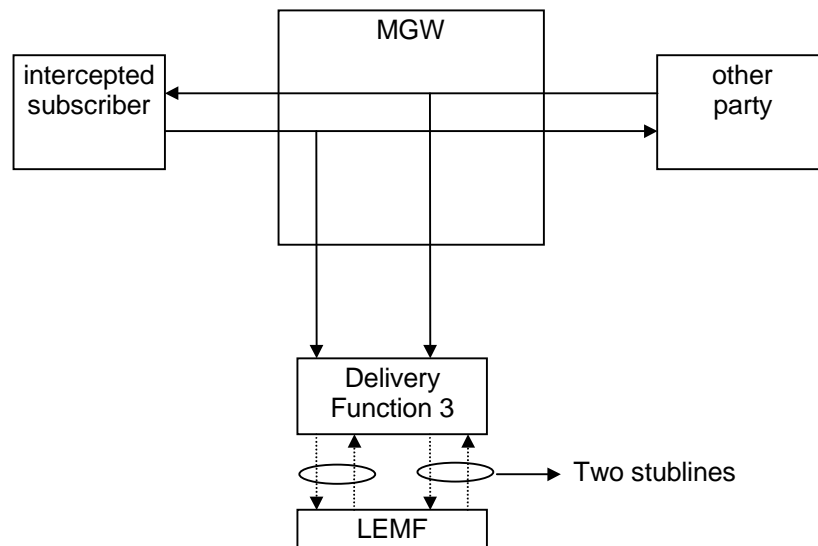 MGW
intercepted
subscriber
other
party
Delivery
Function 3
Two stublines
LEMF